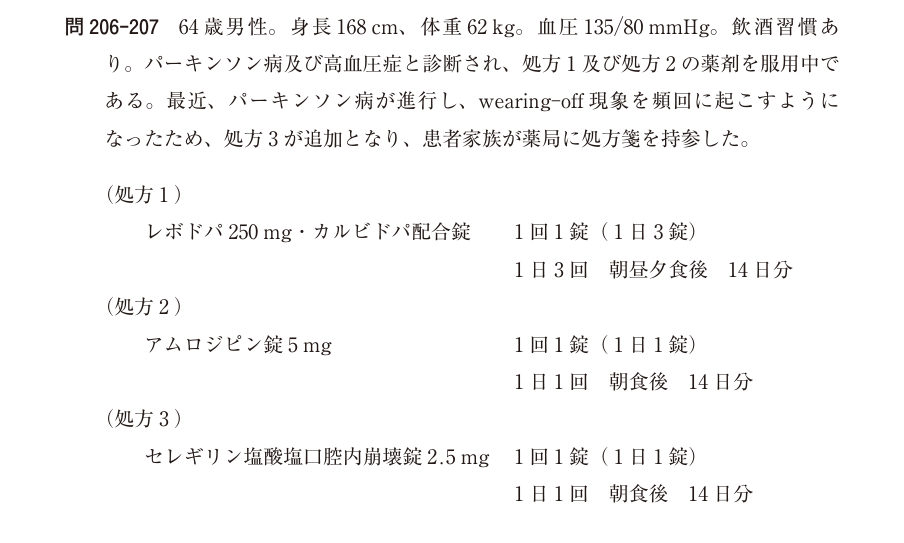 問 206-207　64 歳男性。身長 168 cm、体重 62 kg。血圧 135/80 mmHg。飲酒習慣あ
り。パーキンソン病及び高血圧症と診断され、処方 1 及び処方 2 の薬剤を服用中で
ある。最近、パーキンソン病が進行し、wearing-off 現象を頻回に起こすように
なったため、処方 3 が追加となり、患者家族が薬局に処方箋を持参した。
（処方 1 ）
レボドパ 250 mg・カルビドパ配合錠　1 回 1 錠（ 1 日 3 錠）
1 日 3 回　朝昼夕食後　14 日分
（処方 2 ）
アムロジピン錠 5 mg　1 回 1 錠（ 1 日 1 錠）
1 日 1 回　朝食後　14 日分
（処方 3 ）
セレギリン塩酸塩口腔内崩壊錠 2.5 mg　1 回 1 錠（ 1 日 1 錠）
1 日 1 回　朝食後　14 日分